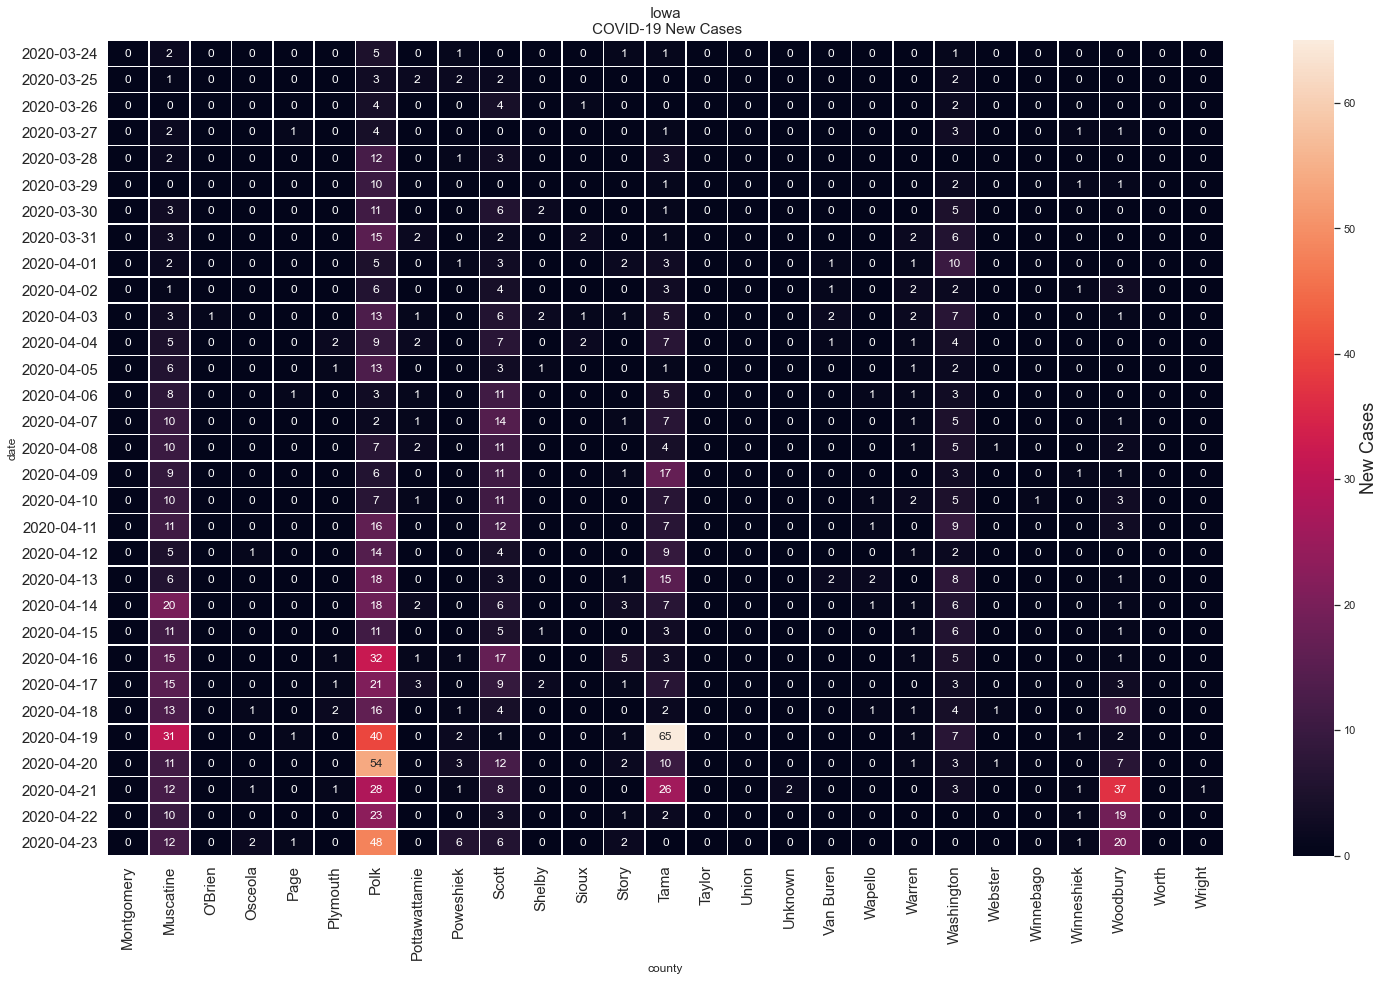 Iowa
COVID-19 New Cases
2020-03-24 0 2 0 0 0 0 5 0 1 0 0 0 1 1 0 0 0 0 0 0 1 0 0 0 0 0 0
2020-03-25 0 1 0 0 0 0 3 2 2 2 0 0 0 0 0 0 0 0 0 0 2 0 0 0 0 0 0
2020-03-26 0 0 0 0 0 0 4 0 0 4 0 1 0 0 0 0 0 0 0 0 2 0 0 0 0 0 0
2020-03-27 0 2 0 0 1 0 4 0 0 0 0 0 0 1 0 0 0 0 0 0 3 0 0 1 1 0 0
2020-03-28 0 2 0 0 0 0 12 0 1 3 0 0 0 3 0 0 0 0 0 0 0 0 0 0 0 0 0
2020-03-29 0 0 0 0 0 0 10 0 0 0 0 0 0 1 0 0 0 0 0 0 2 0 0 1 1 0 0
2020-03-30 0 3 0 0 0 0 11 0 0 6 2 0 0 1 0 0 0 0 0 0 5 0 0 0 0 0 0
2020-03-31 0 3 0 0 0 0 15 2 0 2 0 2 0 1 0 0 0 0 0 2 6 0 0 0 0 0 0
2020-04-01 0 2 0 0 0 0 5 0 1 3 0 0 2 3 0 0 0 1 0 1 10 0 0 0 0 0 0
2020-04-02 0 1 0 0 0 0 6 0 0 4 0 0 0 3 0 0 0 1 0 2 2 0 0 1 3 0 0
2020-04-03 0 3 1 0 0 0 13 1 0 6 2 1 1 5 0 0 0 2 0 2 7 0 0 0 1 0 0
2020-04-04 0 5 0 0 0 2 9 2 0 7 0 2 0 7 0 0 0 1 0 1 4 0 0 0 0 0 0
2020-04-05 0 6 0 0 0 1 13 0 0 3 1 0 0 1 0 0 0 0 0 1 2 0 0 0 0 0 0
2020-04-06 0 8 0 0 1 0 3 1 0 11 0 0 0 5 0 0 0 0 1 1 3 0 0 0 0 0 0
2020-04-07 0 10 0 0 0 0 2 1 0 14 0 0 1 7 0 0 0 0 0 1 5 0 0 0 1 0 0
2020-04-08 0 10 0 0 0 0 7 2 0 11 0 0 0 4 0 0 0 0 0 1 5 1 0 0 2 0 0
2020-04-09 0 9 0 0 0 0 6 0 0 11 0 0 1 17 0 0 0 0 0 0 3 0 0 1 1 0 0
2020-04-10 0 10 0 0 0 0 7 1 0 11 0 0 0 7 0 0 0 0 1 2 5 0 1 0 3 0 0
2020-04-11 0 11 0 0 0 0 16 0 0 12 0 0 0 7 0 0 0 0 1 0 9 0 0 0 3 0 0
2020-04-12 0 5 0 1 0 0 14 0 0 4 0 0 0 9 0 0 0 0 0 1 2 0 0 0 0 0 0
2020-04-13 0 6 0 0 0 0 18 0 0 3 0 0 1 15 0 0 0 2 2 0 8 0 0 0 1 0 0
2020-04-14 0 20 0 0 0 0 18 2 0 6 0 0 3 7 0 0 0 0 1 1 6 0 0 0 1 0 0
2020-04-15 0 11 0 0 0 0 11 0 0 5 1 0 0 3 0 0 0 0 0 1 6 0 0 0 1 0 0
2020-04-16 0 15 0 0 0 1 32 1 1 17 0 0 5 3 0 0 0 0 0 1 5 0 0 0 1 0 0
2020-04-17 0 15 0 0 0 1 21 3 0 9 2 0 1 7 0 0 0 0 0 0 3 0 0 0 3 0 0
2020-04-18 0 13 0 1 0 2 16 0 1 4 0 0 0 2 0 0 0 0 1 1 4 1 0 0 10 0 0
2020-04-19 0 31 0 0 1 0 40 0 2 1 0 0 1 65 0 0 0 0 0 1 7 0 0 1 2 0 0
2020-04-20 0 11 0 0 0 0 54 0 3 12 0 0 2 10 0 0 0 0 0 1 3 1 0 0 7 0 0
2020-04-21 0 12 0 1 0 1 28 0 1 8 0 0 0 26 0 0 2 0 0 0 3 0 0 1 37 0 1
2020-04-22 0 10 0 0 0 0 23 0 0 3 0 0 1 2 0 0 0 0 0 0 0 0 0 1 19 0 0
2020-04-23 0 12 0 2 1 0 48 0 6 6 0 0 2 0 0 0 0 0 0 0 0 0 0 1 20 0 0
date
Montgomery Muscatine O'Brien Osceola Page Plymouth Polk Pottawattamie Poweshiek Scott Shelby Sioux Story Tama Taylor Union Unknown Van Buren Wapello Warren Washington Webster Winnebago Winneshiek Woodbury Worth Wright
county
60
50
40
30
20
10
0
New Cases